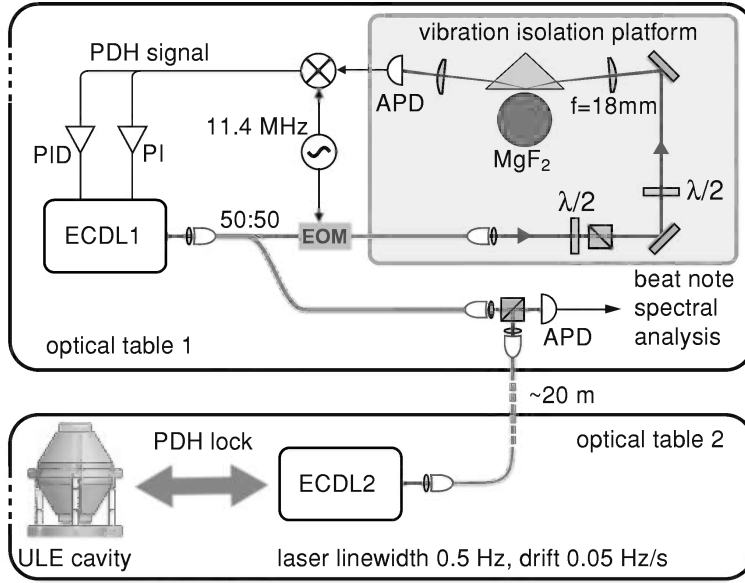 vibration isolation platform
PDH signal
APD
f=18mm
11.4 MHz
MgF₂
PID
PI
λ/2
λ/2
50:50
ECDL1
EOM
beat note
spectral
analysis
APD
optical table 1
~20 m
optical table 2
PDH lock
ECDL2
ULE cavity
laser linewidth 0.5 Hz, drift 0.05 Hz/s